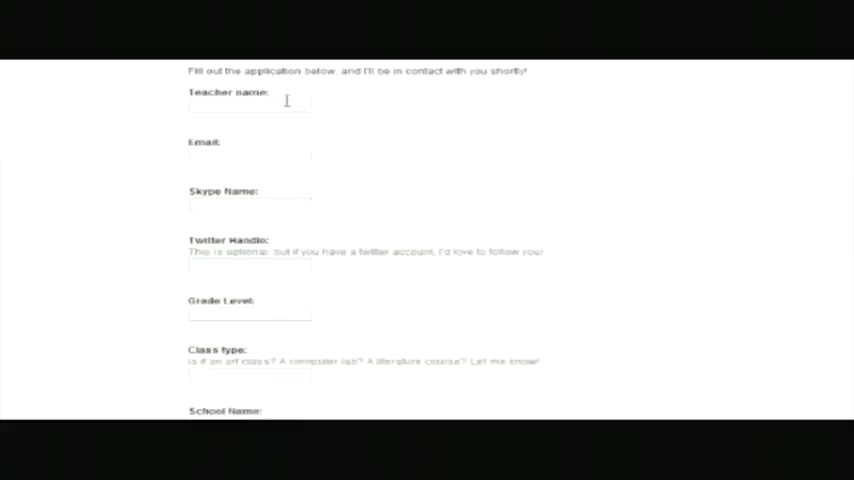 Fill out the application below, and I'll be in contact with you shortly!
Teacher name:
Email:
Skype Name:
Twitter Handle:
This is optional, but if you have a twitter account, I'd love to follow you!
Grade Level:
Class type:
Is it an art class? A computer lab? A literature course? Let me know!
School Name: